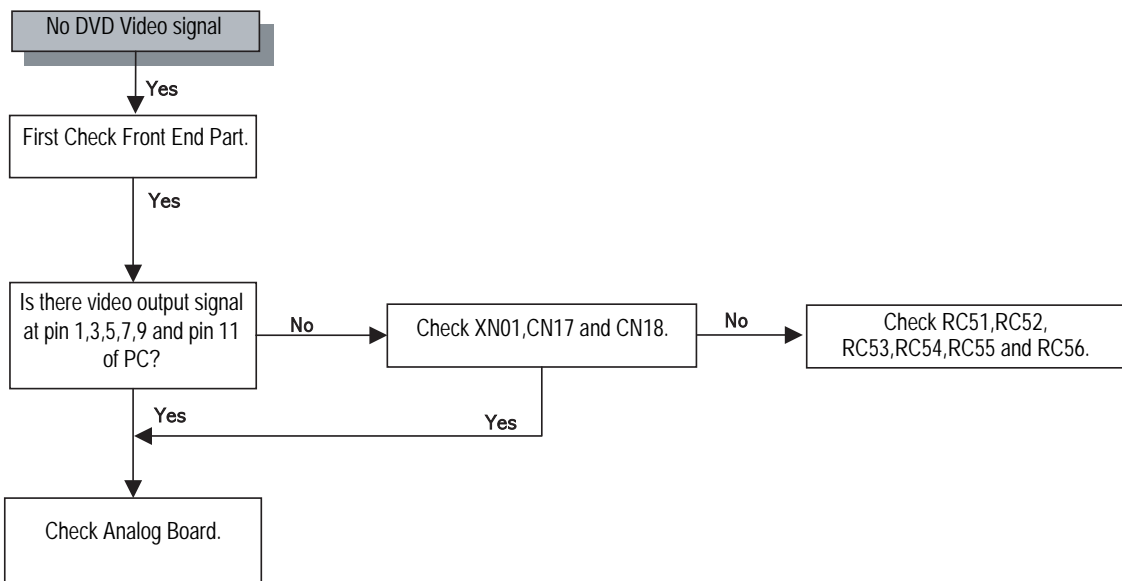 No DVD Video signal
Yes
First Check Front End Part.
Yes
Is there video output signal
at pin 1,3,5,7,9 and pin 11
of PC?
No
Check XN01,CN17 and CN18.
No
Check RC51,RC52,
RC53,RC54,RC55 and RC56.
Yes
Yes
Check Analog Board.